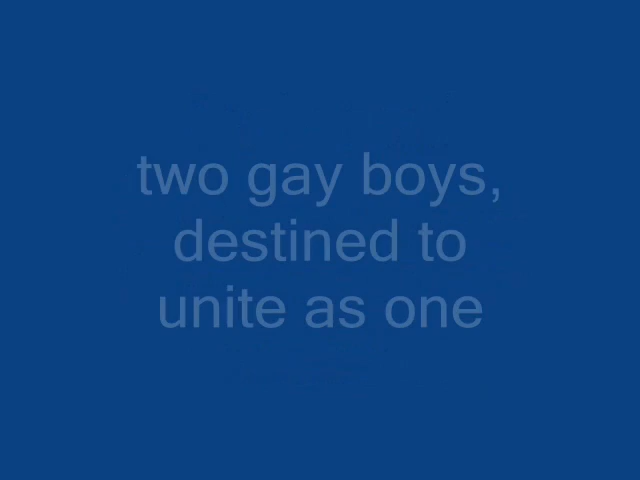 two gay boys,
destined to
unite as one